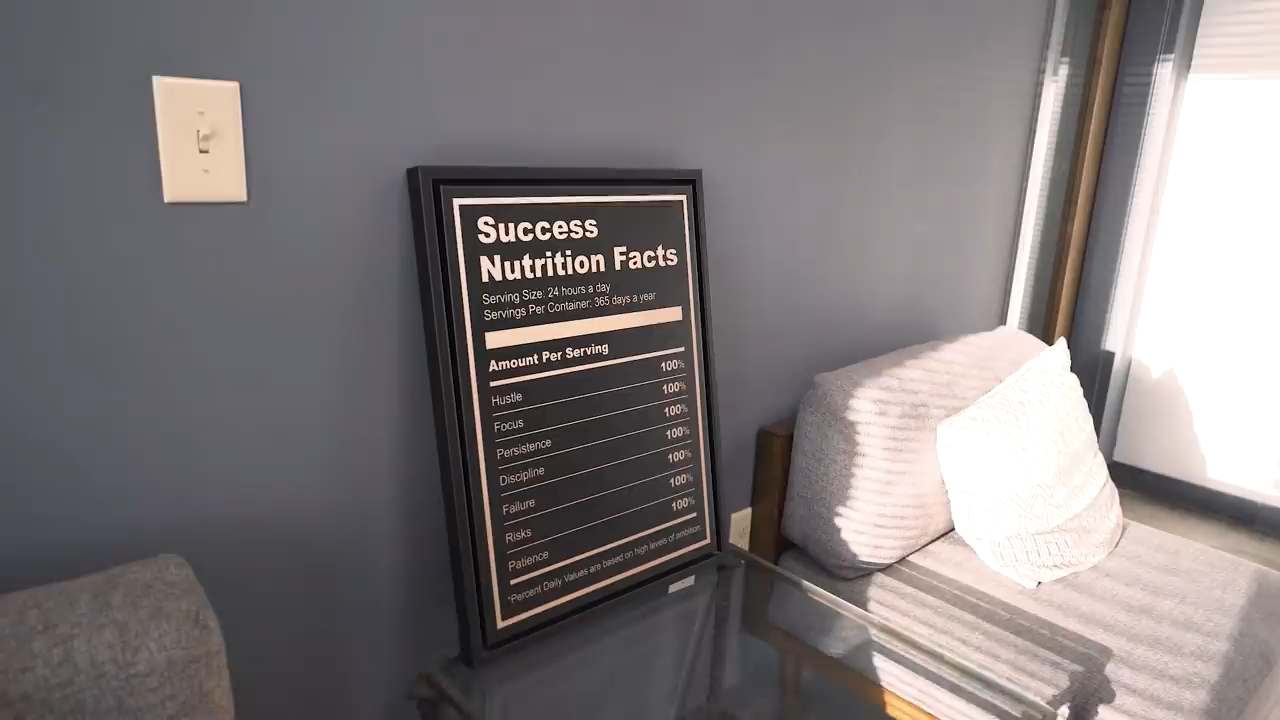 Success
Nutrition Facts
Serving Size: 24 hours a day
Servings Per Container: 365 days a year
Amount Per Serving
Hustle 100%
Focus 100%
Persistence 100%
Discipline 100%
Failure 100%
Risks 100%
Patience 100%
*Percent Daily Values are based on high levels of ambition.